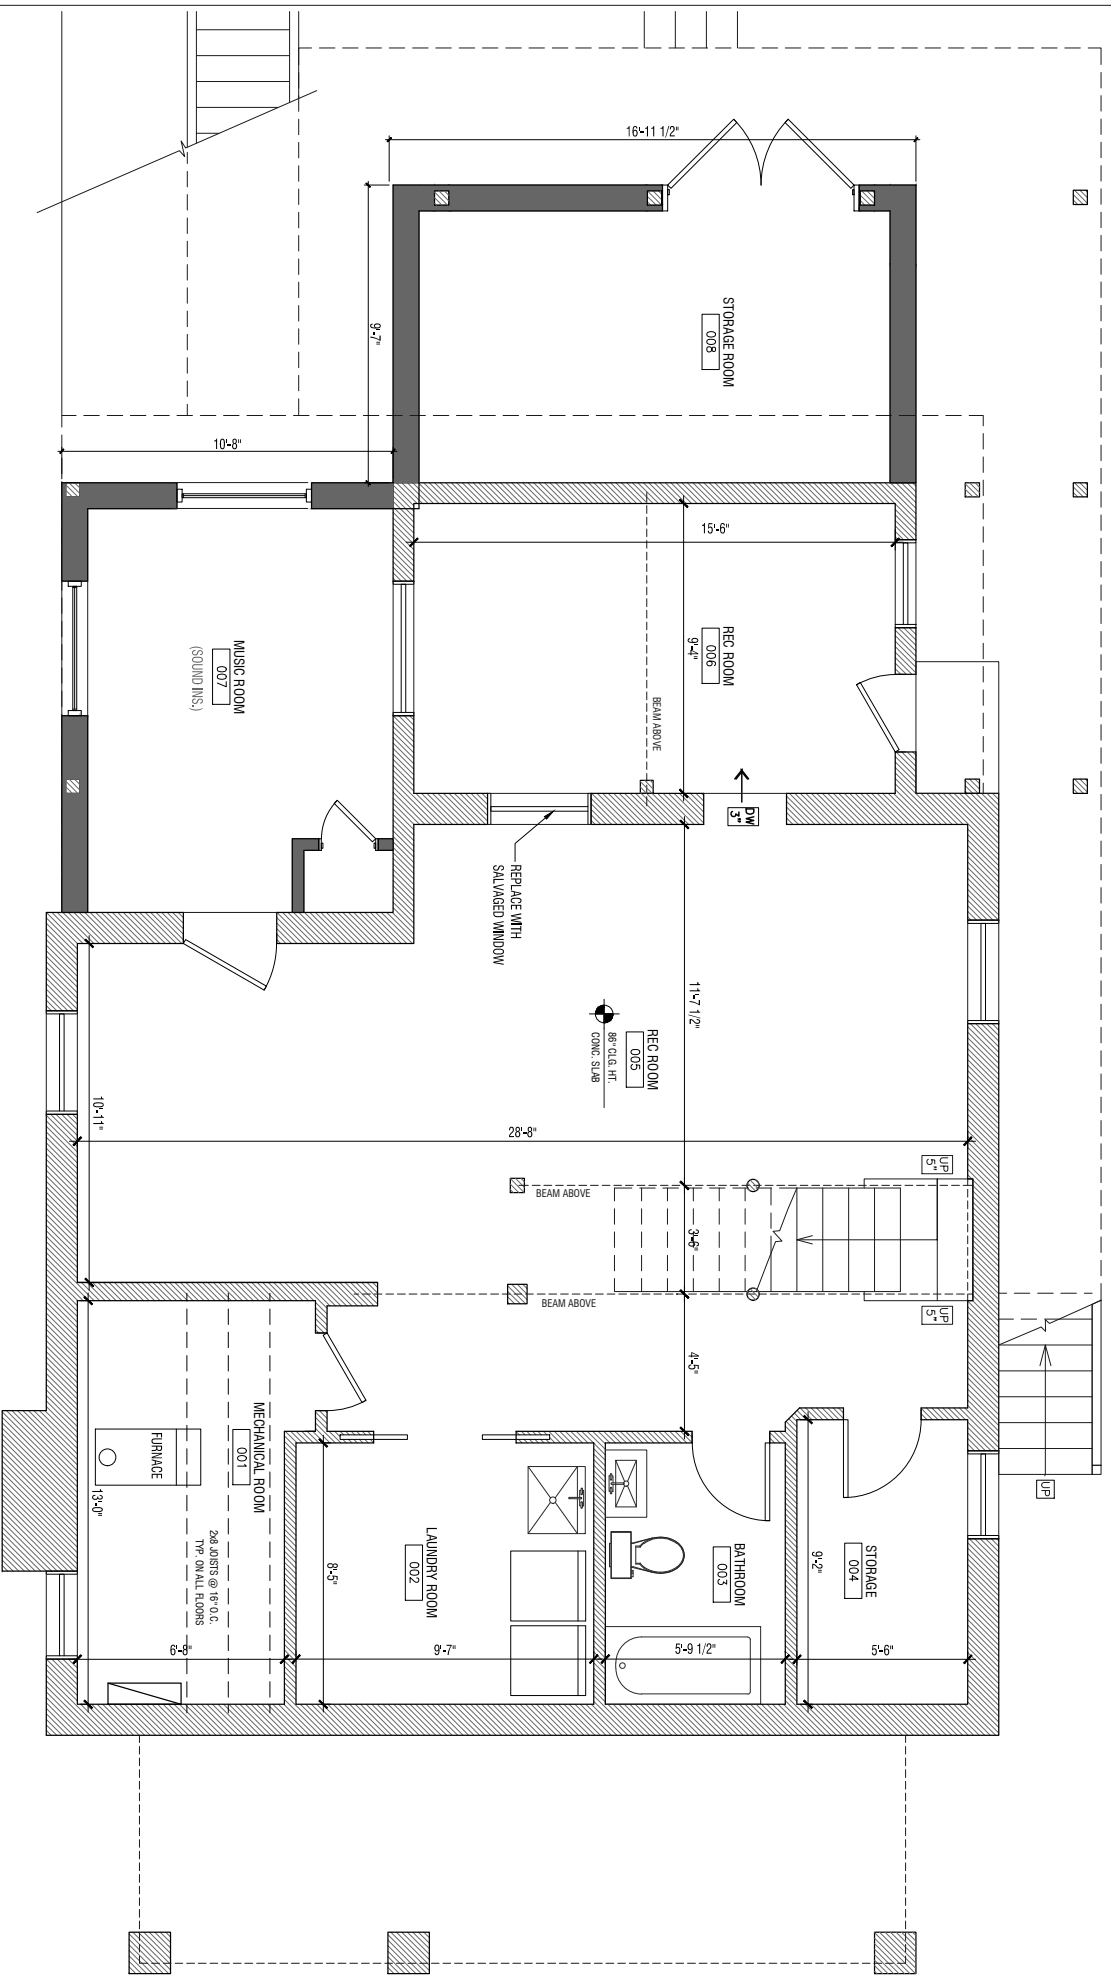 16'-11 1/2"
STORAGE ROOM
008
9'-7"
10'-8"
15'-6"
REC ROOM
006
9'-4"
MUSIC ROOM
007
(SOUND INS.)
BEAM ABOVE
DW
3"
REPLACE WITH
SALVAGED WINDOW
11'-7 1/2"
REC ROOM
005
86" CLG. HT.
CONC. SLAB
10'-11"
28'-8"
UP
5"
BEAM ABOVE
3'-6"
BEAM ABOVE
UP
5"
4'-5"
UP
MECHANICAL ROOM
001
FURNACE
13'-0"
2x8 JOISTS @ 16" O.C.
TYP. ON ALL FLOORS
LAUNDRY ROOM
002
8'-5"
BATHROOM
003
STORAGE
004
9'-2"
6'-8"
9'-7"
5'-9 1/2"
5'-6"